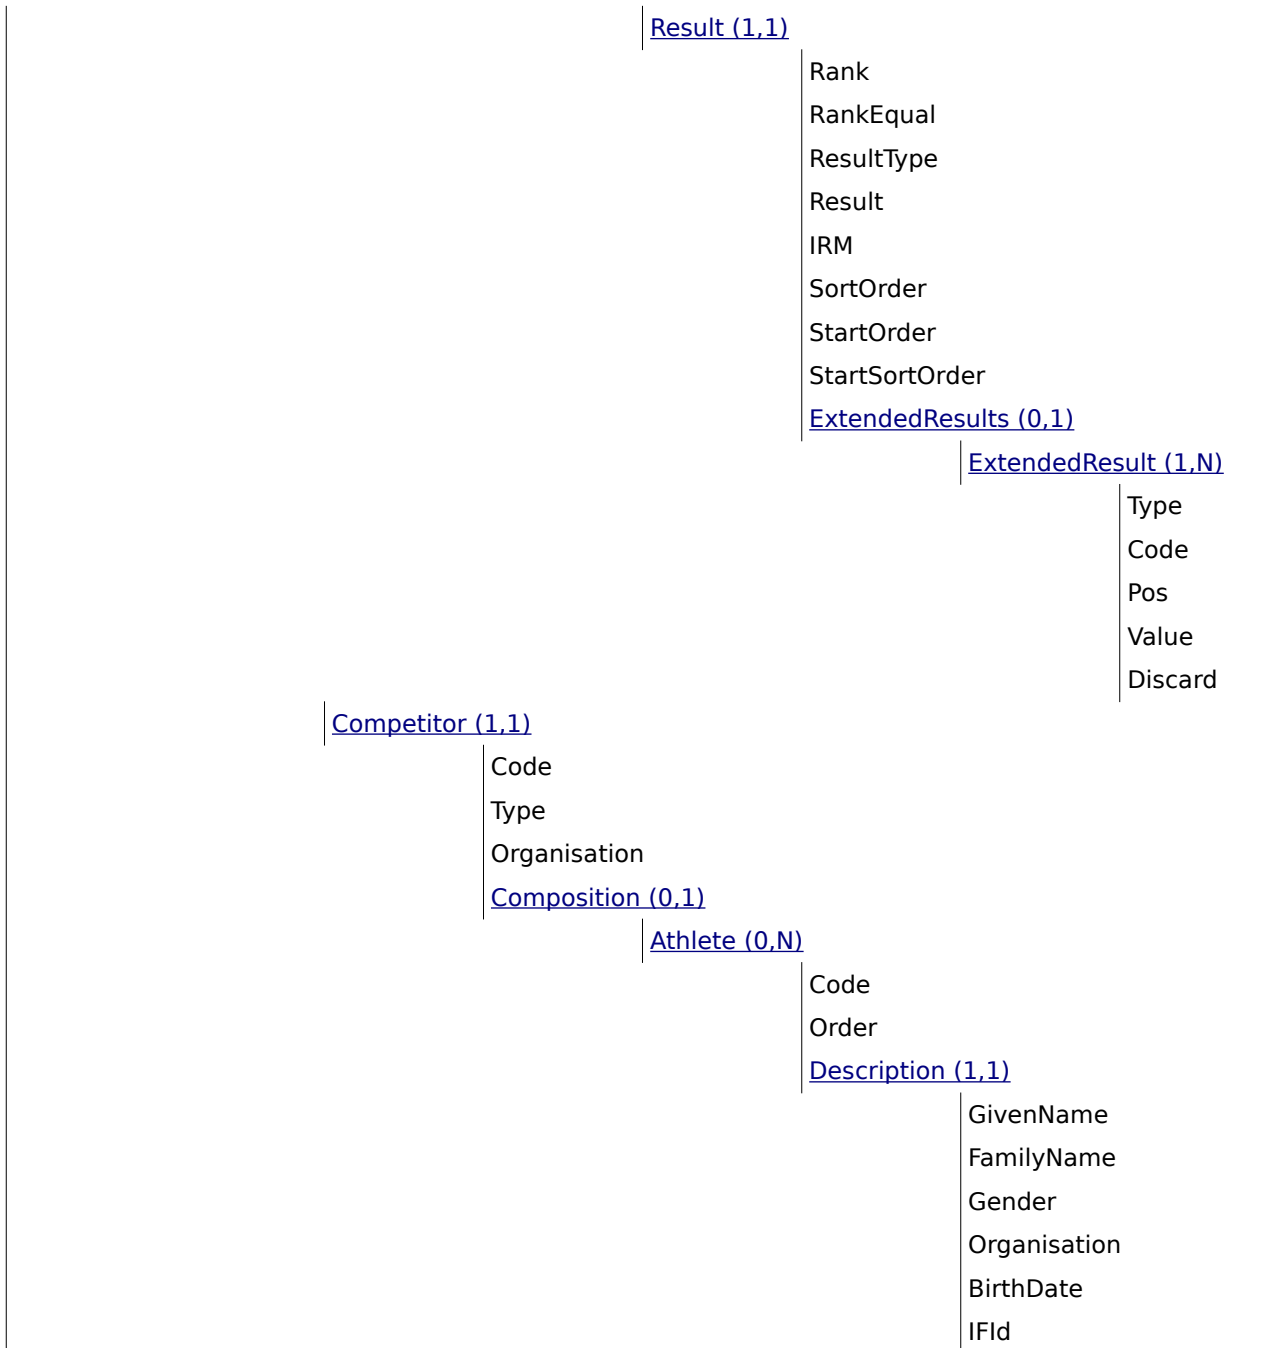 Result (1,1)
Rank
RankEqual
ResultType
Result
IRM
SortOrder
StartOrder
StartSortOrder
ExtendedResults (0,1)
ExtendedResult (1,N)
Type
Code
Pos
Value
Discard
Competitor (1,1)
Code
Type
Organisation
Composition (0,1)
Athlete (0,N)
Code
Order
Description (1,1)
GivenName
FamilyName
Gender
Organisation
BirthDate
IFId